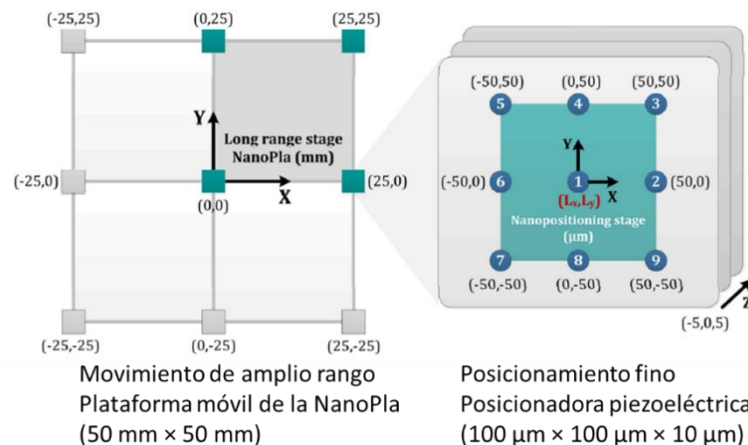 (-25,25)
(0,25)
(25,25)
Y
Long range stage
NanoPla (mm)
(-25,0)
X
(25,0)
(0,0)
(-25,-25)
(0,-25)
(25,-25)
(-50,50)
(0,50)
(50,50)
5
4
3
Y
(-50,0)
6
1
X
2
(50,0)
(Lx,Ly)
Nanopositioning stage
(µm)
7
8
9
(-50,-50)
(0,-50)
(50,-50)
Z
(-5,0,5)
Movimiento de amplio rango
Plataforma móvil de la NanoPla
(50 mm × 50 mm)
Posicionamiento fino
Posicionadora piezoeléctrica
(100 µm × 100 µm × 10 µm)